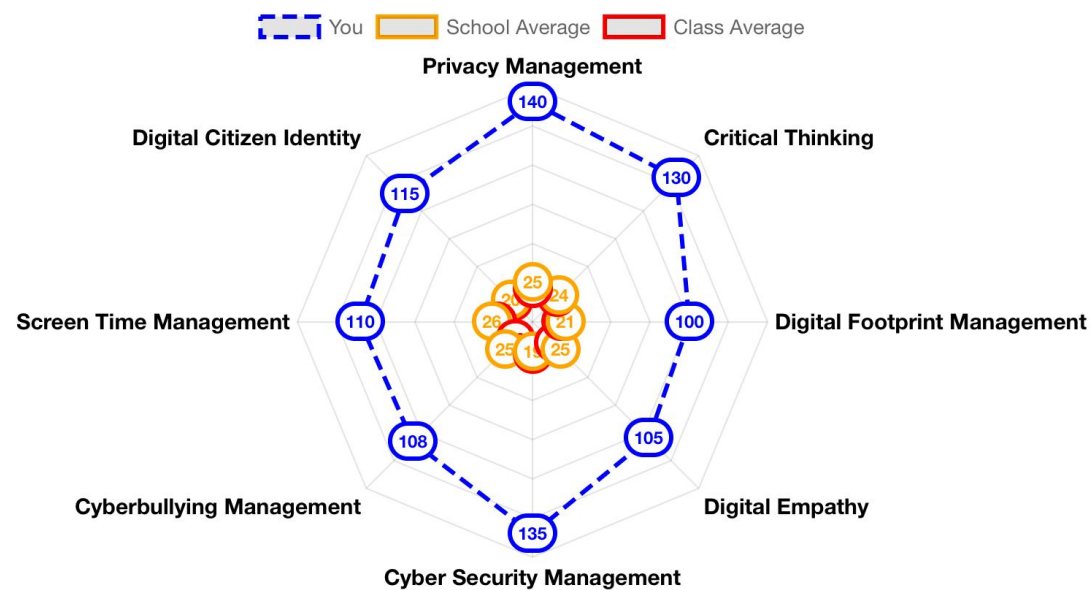 You School Average Class Average
Privacy Management
140
Digital Citizen Identity
Critical Thinking
115
130
25
24
Screen Time Management
110
26
21
100
Digital Footprint Management
25
25
108
105
Cyberbullying Management
Digital Empathy
135
Cyber Security Management